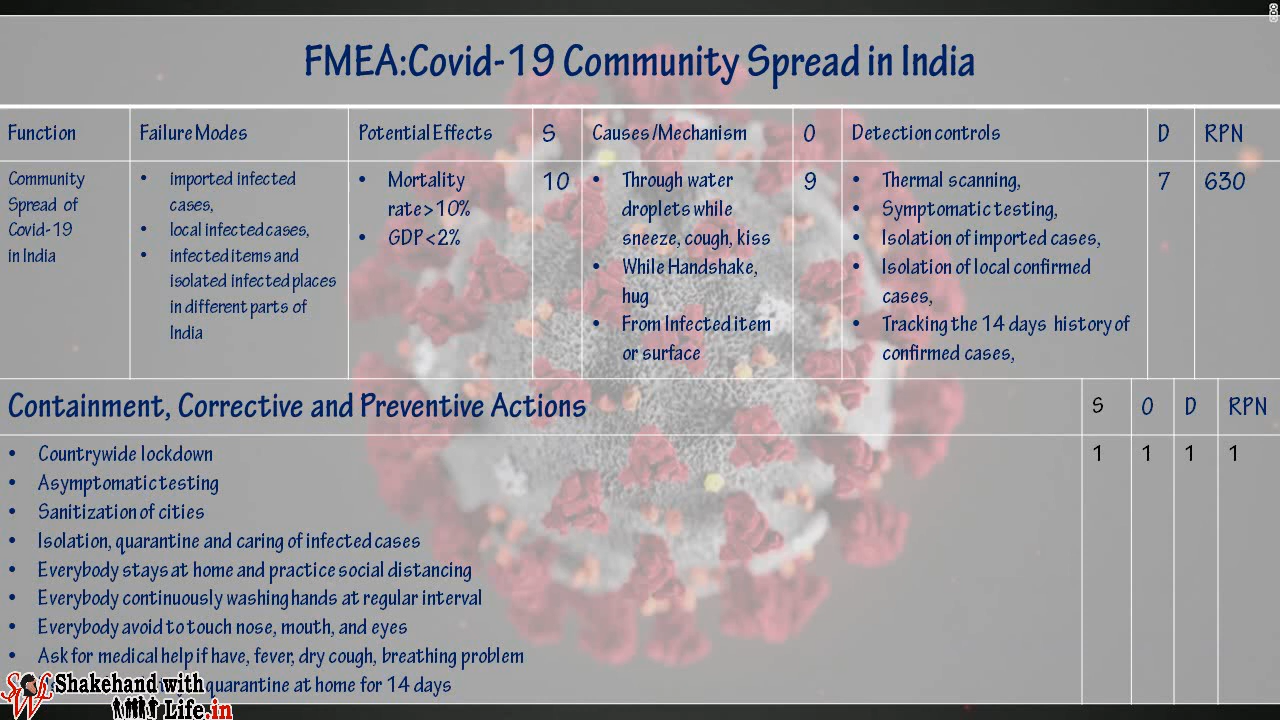 CDC
FMEA:Covid-19 Community Spread in India
Function
Failure Modes
Potential Effects
S
Causes /Mechanism
O
Detection controls
D
RPN
Community
Spread of
Covid-19
in India
• imported infected
cases,
• local infected cases,
• infected items and
isolated infected places
in different parts of
India
• Mortality
rate > 10%
• GDP < 2%
10
• Through water
droplets while
sneeze, cough, kiss
• While Handshake,
hug
• From Infected item
or surface
9
• Thermal scanning,
• Symptomatic testing,
• Isolation of imported cases,
• Isolation of local confirmed
cases,
• Tracking the 14 days history of
confirmed cases,
7
630
Containment, Corrective and Preventive Actions
S
O
D
RPN
• Countrywide lockdown
• Asymptomatic testing
• Sanitization of cities
• Isolation, quarantine and caring of infected cases
• Everybody stays at home and practice social distancing
• Everybody continuously washing hands at regular interval
• Everybody avoid to touch nose, mouth, and eyes
• Ask for medical help if have, fever, dry cough, breathing problem
quarantine at home for 14 days
1
1
1
1
Shakehand with
Life.in